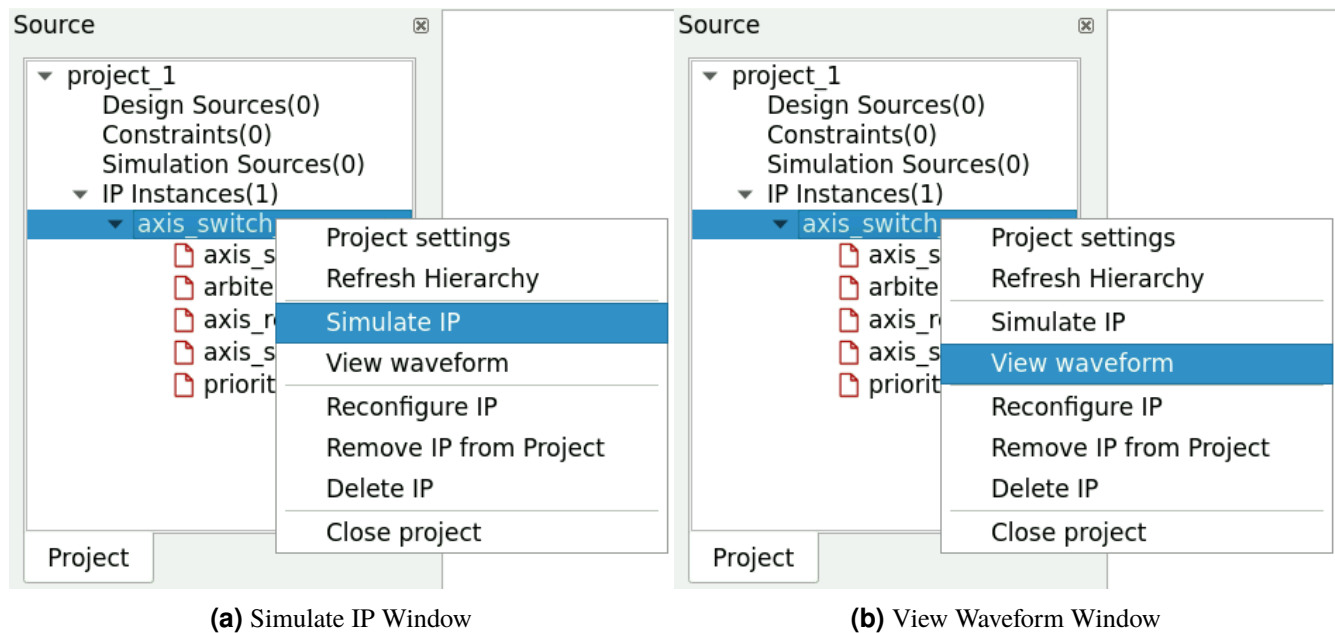 Source
project_1
Design Sources(0)
Constraints(0)
Simulation Sources(0)
IP Instances(1)
axis_switch_
axis_s
arbite
axis_r
axis_s
priorit
Project settings
Refresh Hierarchy
Simulate IP
View waveform
Reconfigure IP
Remove IP from Project
Delete IP
Close project
Project
(a) Simulate IP Window
Source
project_1
Design Sources(0)
Constraints(0)
Simulation Sources(0)
IP Instances(1)
axis_switch_
axis_s
arbite
axis_r
axis_s
priorit
Project settings
Refresh Hierarchy
Simulate IP
View waveform
Reconfigure IP
Remove IP from Project
Delete IP
Close project
Project
(b) View Waveform Window